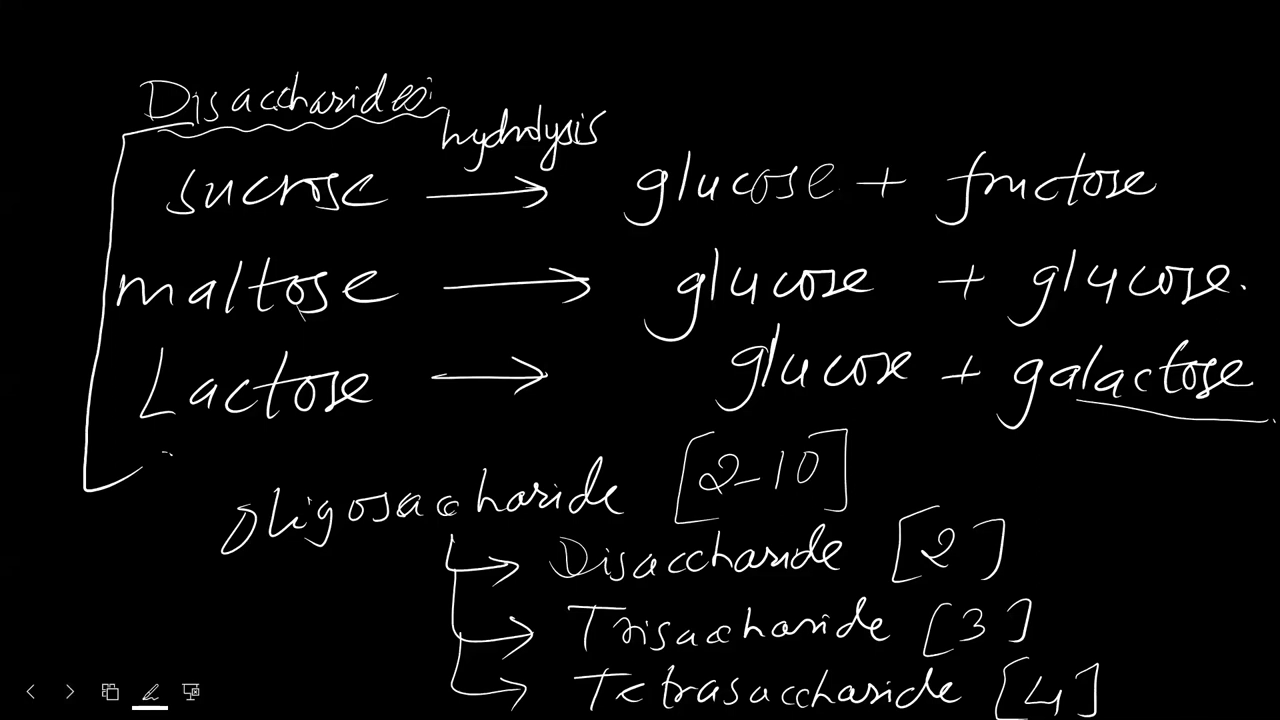 Disaccharides
hydrolysis
sucrose → glucose + fructose
maltose → glucose + glucose.
Lactose → glucose + galactose
oligosaccharide [2-10]
→ Disaccharide [2]
→ Trisaccharide [3]
→ Tetrasaccharide [4]